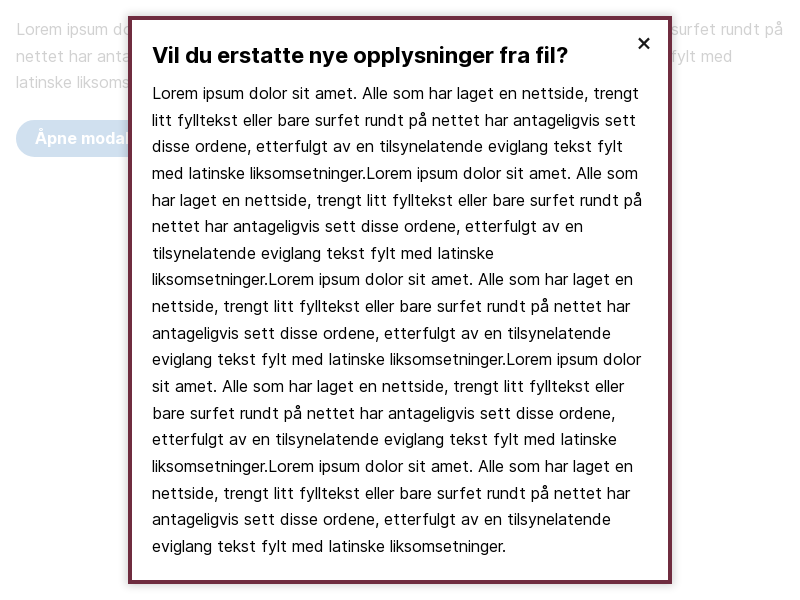 Vil du erstatte nye opplysninger fra fil?
Lorem ipsum dolor sit amet. Alle som har laget en nettside, trengt
litt fylltekst eller bare surfet rundt på nettet har antageligvis sett
disse ordene, etterfulgt av en tilsynelatende eviglang tekst fylt
med latinske liksomsetninger.Lorem ipsum dolor sit amet. Alle som
har laget en nettside, trengt litt fylltekst eller bare surfet rundt på
nettet har antageligvis sett disse ordene, etterfulgt av en
tilsynelatende eviglang tekst fylt med latinske
liksomsetninger.Lorem ipsum dolor sit amet. Alle som har laget en
nettside, trengt litt fylltekst eller bare surfet rundt på nettet har
antageligvis sett disse ordene, etterfulgt av en tilsynelatende
eviglang tekst fylt med latinske liksomsetninger.Lorem ipsum dolor
sit amet. Alle som har laget en nettside, trengt litt fylltekst eller
bare surfet rundt på nettet har antageligvis sett disse ordene,
etterfulgt av en tilsynelatende eviglang tekst fylt med latinske
liksomsetninger.Lorem ipsum dolor sit amet. Alle som har laget en
nettside, trengt litt fylltekst eller bare surfet rundt på nettet har
antageligvis sett disse ordene, etterfulgt av en tilsynelatende
eviglang tekst fylt med latinske liksomsetninger.
Lorem ipsum
surfet rundt på
nettet har
fylt med
latinske
Åpne modal